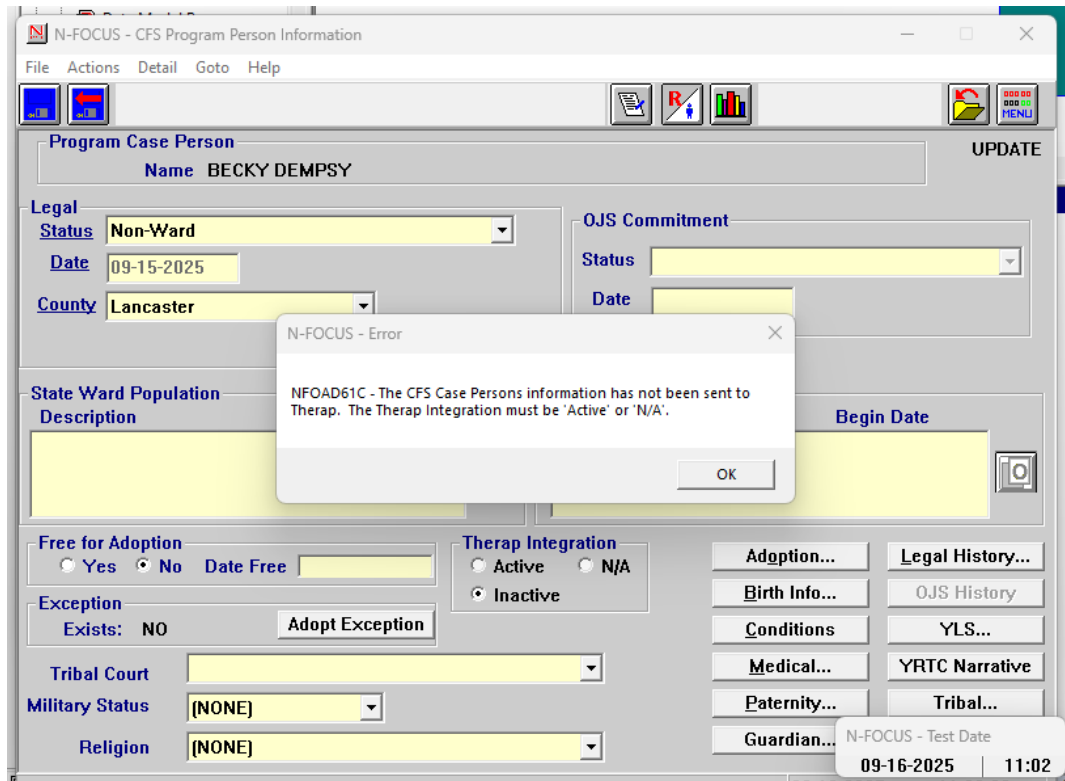 N-FOCUS - CFS Program Person Information
File Actions Detail Goto Help
R
MENU
Program Case Person
UPDATE
Name BECKY DEMPSY
Legal
Status Non-Ward
Date 09-15-2025
County Lancaster
OJS Commitment
Status
Date
N-FOCUS - Error
NFOAD61C - The CFS Case Persons information has not been sent to
Therap. The Therap Integration must be 'Active' or 'N/A'.
OK
State Ward Population
Description
Begin Date
Free for Adoption
Yes No Date Free
Therap Integration
Active N/A
Inactive
Exception
Exists: NO Adopt Exception
Tribal Court
Military Status (NONE)
Religion (NONE)
Adoption... Legal History...
Birth Info... OJS History
Conditions YLS...
Medical... YRTC Narrative
Paternity... Tribal...
Guardian...
N-FOCUS - Test Date
09-16-2025 11:02